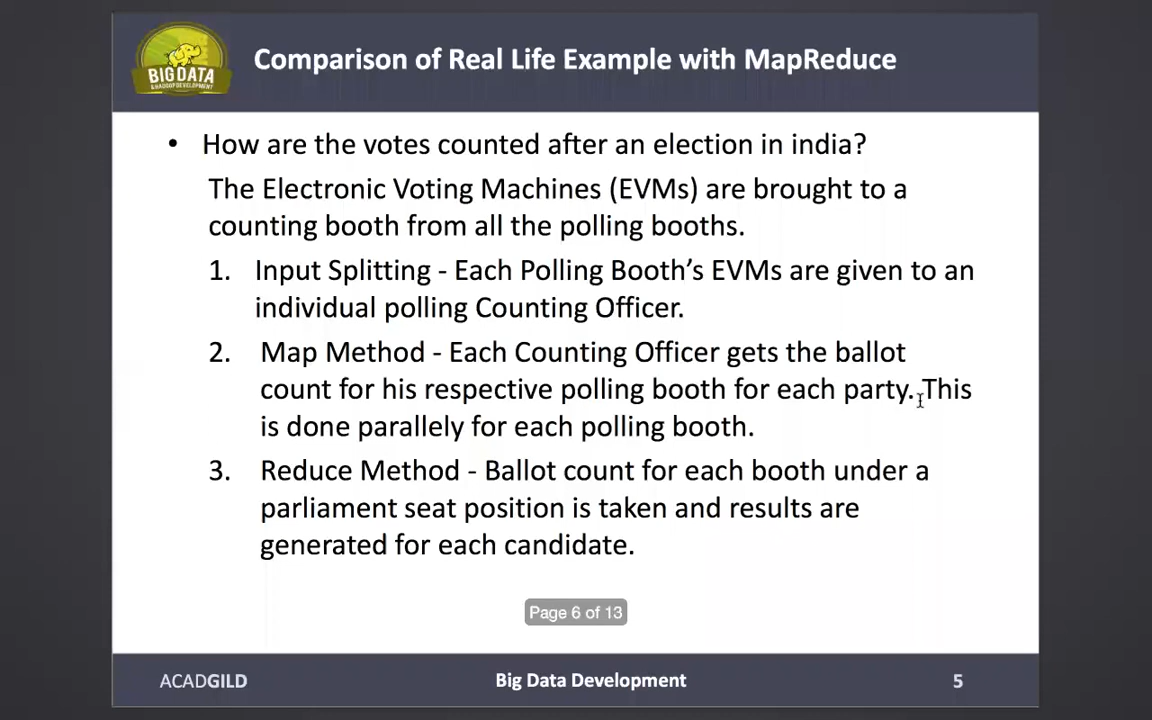 BIG DATA
& HADOOP DEVELOPMENT
Comparison of Real Life Example with MapReduce
• How are the votes counted after an election in india?
The Electronic Voting Machines (EVMs) are brought to a
counting booth from all the polling booths.
1. Input Splitting - Each Polling Booth’s EVMs are given to an
individual polling Counting Officer.
2. Map Method - Each Counting Officer gets the ballot
count for his respective polling booth for each party. This
is done parallely for each polling booth.
3. Reduce Method - Ballot count for each booth under a
parliament seat position is taken and results are
generated for each candidate.
Page 6 of 13
ACADGILD
Big Data Development
5